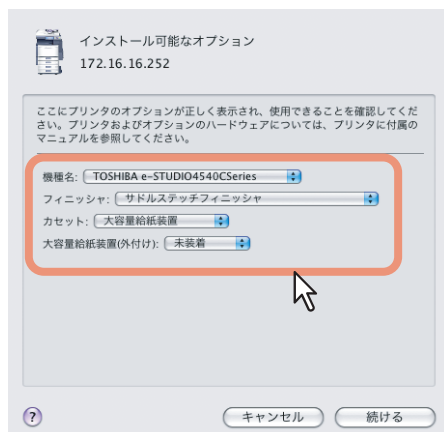 インストール可能なオプション
172.16.16.252
ここにプリンタのオプションが正しく表示され、使用できることを確認してくだ
さい。プリンタおよびオプションのハードウェアについては、プリンタに付属の
マニュアルを参照してください。
機種名: TOSHIBA e-STUDIO4540CSeries
フィニッシャ: サドルステッチフィニッシャ
カセット: 大容量給紙装置
大容量給紙装置(外付け): 未装着
? キャンセル 続ける